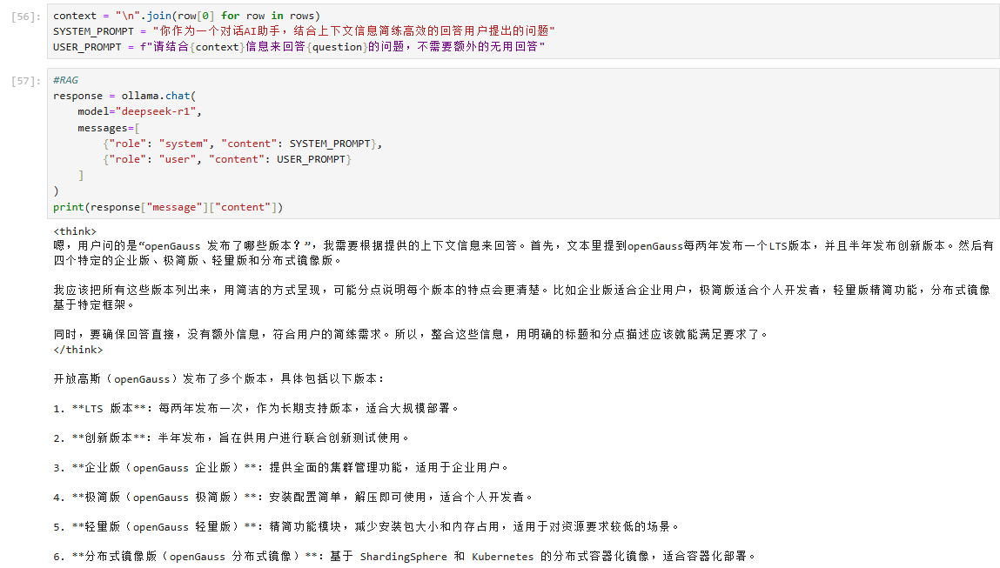 [56]: context = "\n".join(row[0] for row in rows)
SYSTEM_PROMPT = "你作为一个对话AI助手，结合上下文信息简练高效的回答用户提出的问题"
USER_PROMPT = f"请结合{context}信息来回答{question}的问题，不需要额外的无用回答"
[57]: #RAG
response = ollama.chat(
    model="deepseek-r1",
    messages=[
        {"role": "system", "content": SYSTEM_PROMPT},
        {"role": "user", "content": USER_PROMPT}
    ]
)
print(response["message"]["content"])
<think>
嗯，用户问的是“openGauss 发布了哪些版本？”，我需要根据提供的上下文信息来回答。首先，文本里提到openGauss每两年发布一个LTS版本，并且半年发布创新版本。然后有
四个特定的企业版、极简版、轻量版和分布式镜像版。
我应该把所有这些版本列出来，用简洁的方式呈现，可能分点说明每个版本的特点会更清楚。比如企业版适合企业用户，极简版适合个人开发者，轻量版精简功能，分布式镜像
基于特定框架。
同时，要确保回答直接，没有额外信息，符合用户的简练需求。所以，整合这些信息，用明确的标题和分点描述应该就能满足要求了。
</think>
开放高斯（openGauss）发布了多个版本，具体包括以下版本：
1. **LTS 版本**：每两年发布一次，作为长期支持版本，适合大规模部署。
2. **创新版本**：半年发布，旨在供用户进行联合创新测试使用。
3. **企业版（openGauss 企业版）**：提供全面的集群管理功能，适用于企业用户。
4. **极简版（openGauss 极简版）**：安装配置简单，解压即可使用，适合个人开发者。
5. **轻量版（openGauss 轻量版）**：精简功能模块，减少安装包大小和内存占用，适用于对资源要求较低的场景。
6. **分布式镜像版（openGauss 分布式镜像）**：基于 ShardingSphere 和 Kubernetes 的分布式容器化镜像，适合容器化部署。